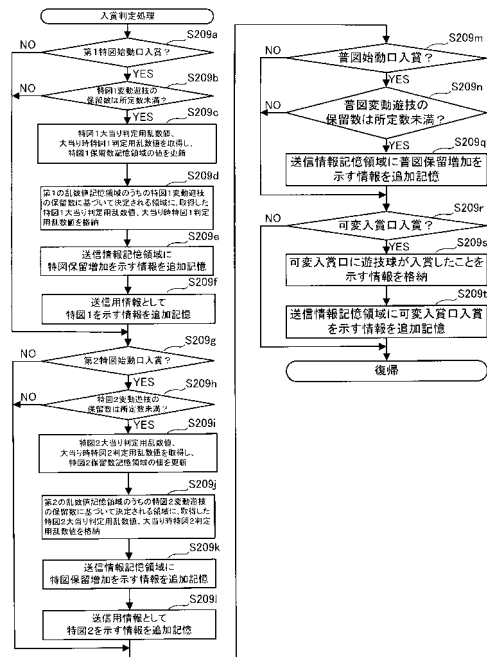 入賞判定処理
S209a
第1特図始動口入賞？
NO
YES
S209b
特図1変動遊技の
保留数は所定数未満？
NO
YES
S209c
特図1大当り判定用乱数値、
大当り時特図1判定用乱数値を取得し、
特図1保留数記憶領域の値を更新
S209d
第1の乱数値記憶領域のうちの特図1変動遊技
の保留数に基づいて決定される領域に、取得し
た特図1大当り判定用乱数値、大当り時特図1判定
用乱数値を格納
S209e
送信情報記憶領域に
特図保留増加を示す情報を追加記憶
S209f
送信用情報として
特図1を示す情報を追加記憶
S209g
第2特図始動口入賞？
NO
YES
S209h
特図2変動遊技の
保留数は所定数未満？
NO
YES
S209i
特図2大当り判定用乱数値、
大当り時特図2判定用乱数値を取得し、
特図2保留数記憶領域の値を更新
S209j
第2の乱数値記憶領域のうちの特図2変動遊技
の保留数に基づいて決定される領域に、取得し
た特図2大当り判定用乱数値、大当り時特図2判定
用乱数値を格納
S209k
送信情報記憶領域に
特図保留増加を示す情報を追加記憶
S209l
送信用情報として
特図2を示す情報を追加記憶
S209m
普図始動口入賞？
NO
YES
S209n
普図変動遊技の
保留数は所定数未満？
NO
YES
S209q
送信情報記憶領域に普図保留増加を
示す情報を追加記憶
S209r
可変入賞口入賞？
NO
YES
S209s
可変入賞口に遊技球が入賞したことを
示す情報を格納
S209t
送信情報記憶領域に可変入賞口入賞
を示す情報を追加記憶
復帰